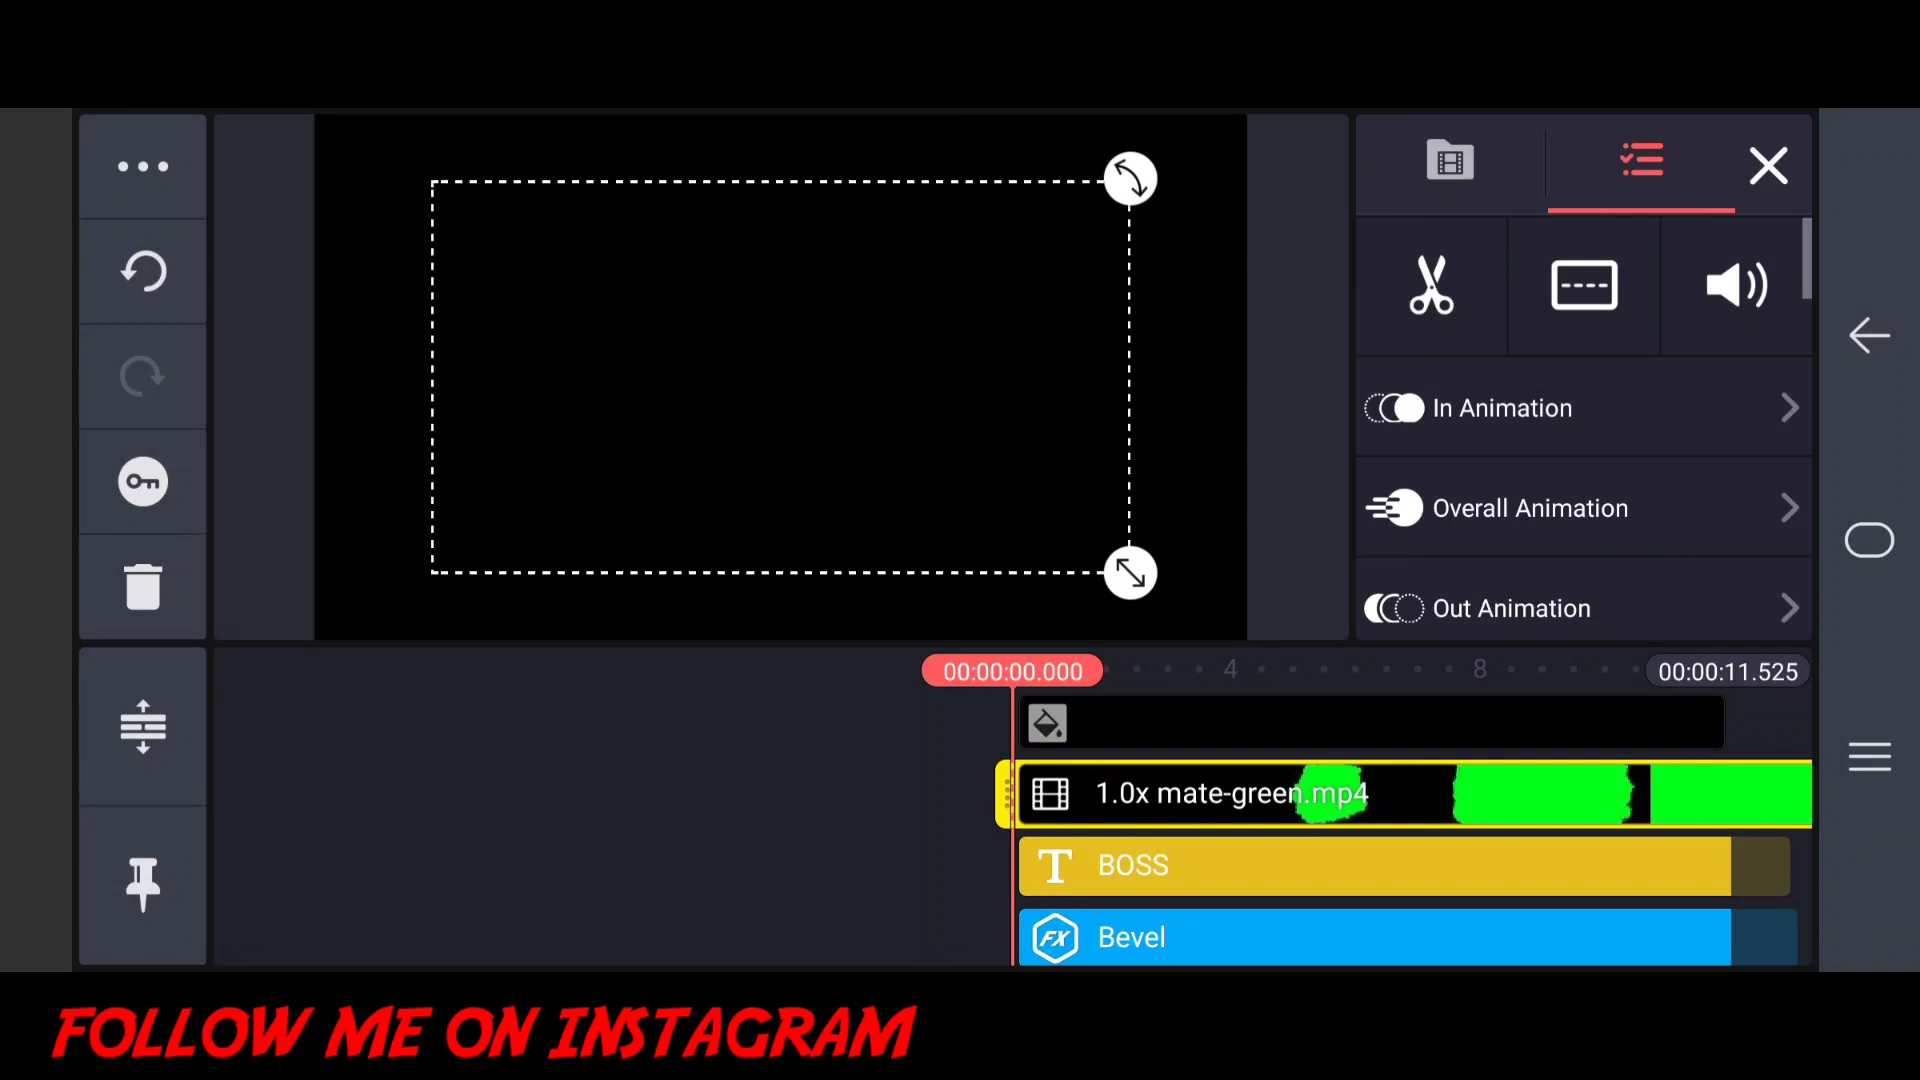 In Animation
Overall Animation
Out Animation
00:00:00.000
4
8
00:00:11.525
1.0x mate-green.mp4
T BOSS
FX Bevel
FOLLOW ME ON INSTAGRAM